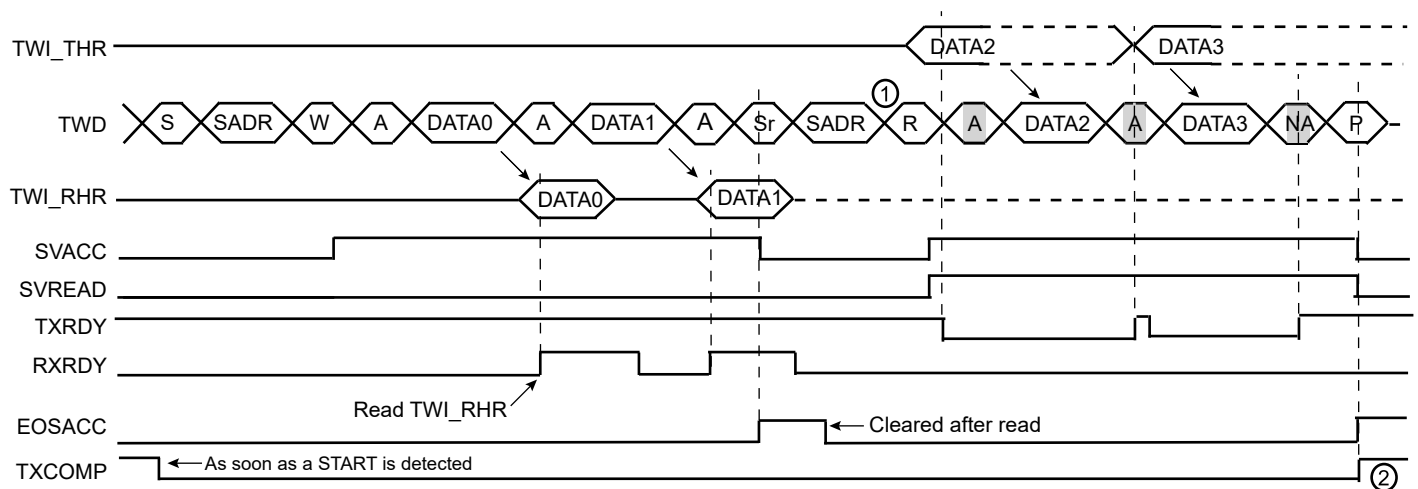 TWI_THR DATA2 DATA3
1
TWD S SADR W A DATA0 A DATA1 A Sr SADR R A DATA2 A DATA3 NA P
TWI_RHR DATA0 DATA1
SVACC
SVREAD
TXRDY
RXRDY
Read TWI_RHR
EOSACC Cleared after read
TXCOMP As soon as a START is detected 2